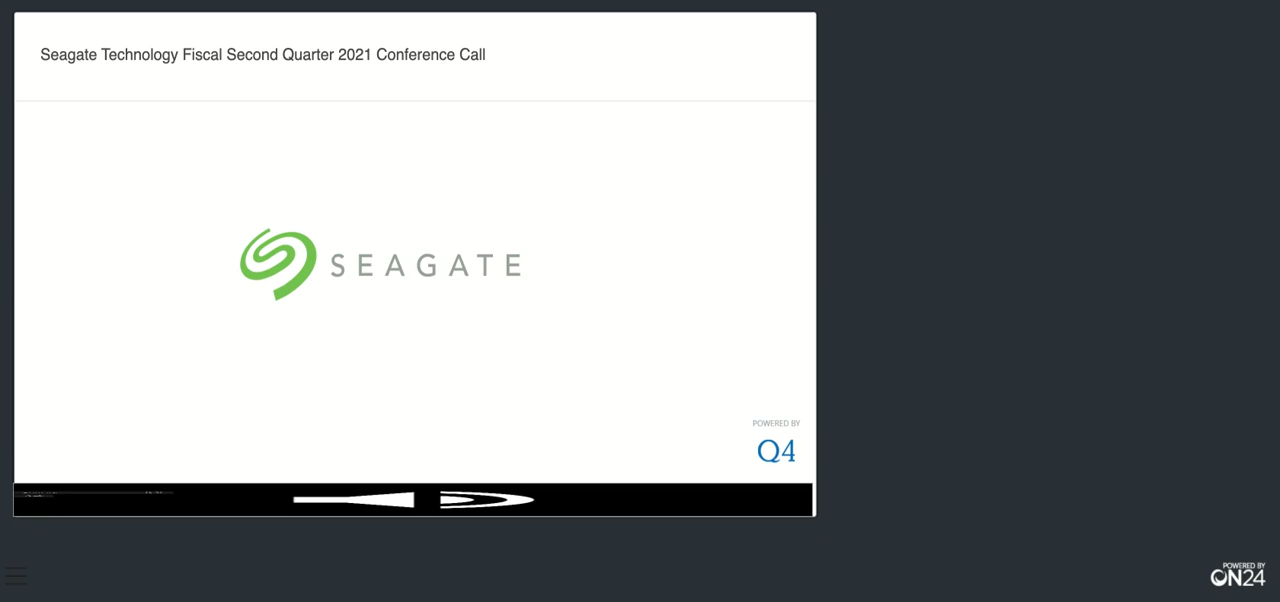 Seagate Technology Fiscal Second Quarter 2021 Conference Call
SEAGATE
POWERED BY
Q4
POWERED BY
ON24